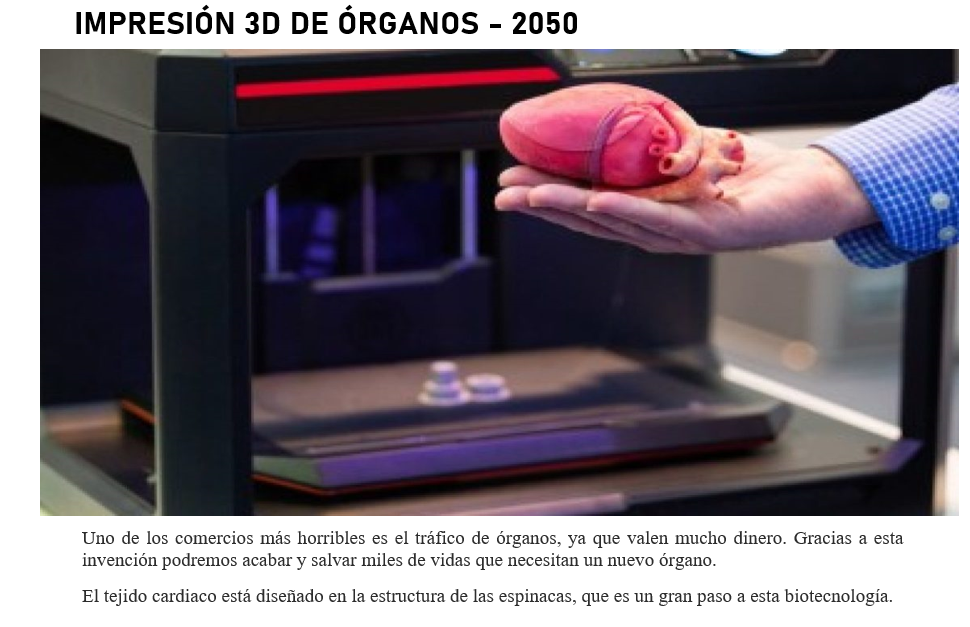 IMPRESIÓN 3D DE ÓRGANOS - 2050
Uno de los comercios más horribles es el tráfico de órganos, ya que valen mucho dinero. Gracias a esta
invención podremos acabar y salvar miles de vidas que necesitan un nuevo órgano.
El tejido cardiaco está diseñado en la estructura de las espinacas, que es un gran paso a esta biotecnología.